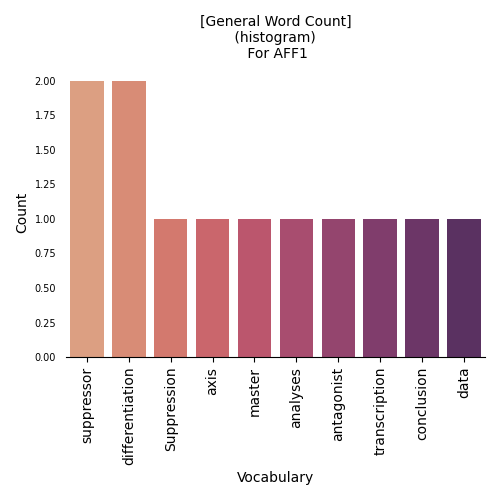 [General Word Count]
(histogram)
For AFF1
2.00
1.75
1.50
1.25
1.00
0.75
0.50
0.25
0.00
Count
suppressor
differentiation
Suppression
axis
master
analyses
antagonist
transcription
conclusion
data
Vocabulary